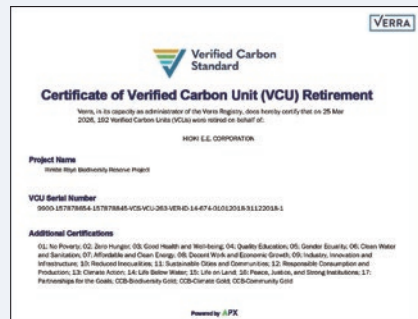 VERRA
Verified Carbon
Standard
Certificate of Verified Carbon Unit (VCU) Retirement
Verra, in its capacity as administrator of the Verra Registry, does hereby certify that on 25 Mar
2026, 192 Verified Carbon Units (VCUs) were retired on behalf of:
HIOKI E.E. CORPORATION
Project Name
Rimba Raya Biodiversity Reserve Project
VCU Serial Number
Additional Certifications
01: No Poverty; 02: Zero Hunger; 03: Good Health and Well-being; 04: Quality Education; 05: Gender Equality; 06: Clean Water
and Sanitation; 07: Affordable and Clean Energy; 08: Decent Work and Economic Growth; 09: Industry, Innovation and
Infrastructure; 10: Reduced Inequalities; 11: Sustainable Cities and Communities; 12: Responsible Consumption and
Production; 13: Climate Action; 14: Life Below Water; 15: Life on Land; 16: Peace, Justice, and Strong Institutions; 17:
Partnerships for the Goals; CCB-Biodiversity Gold; CCB-Climate Gold; CCB-Community
Gold
Powered by APX